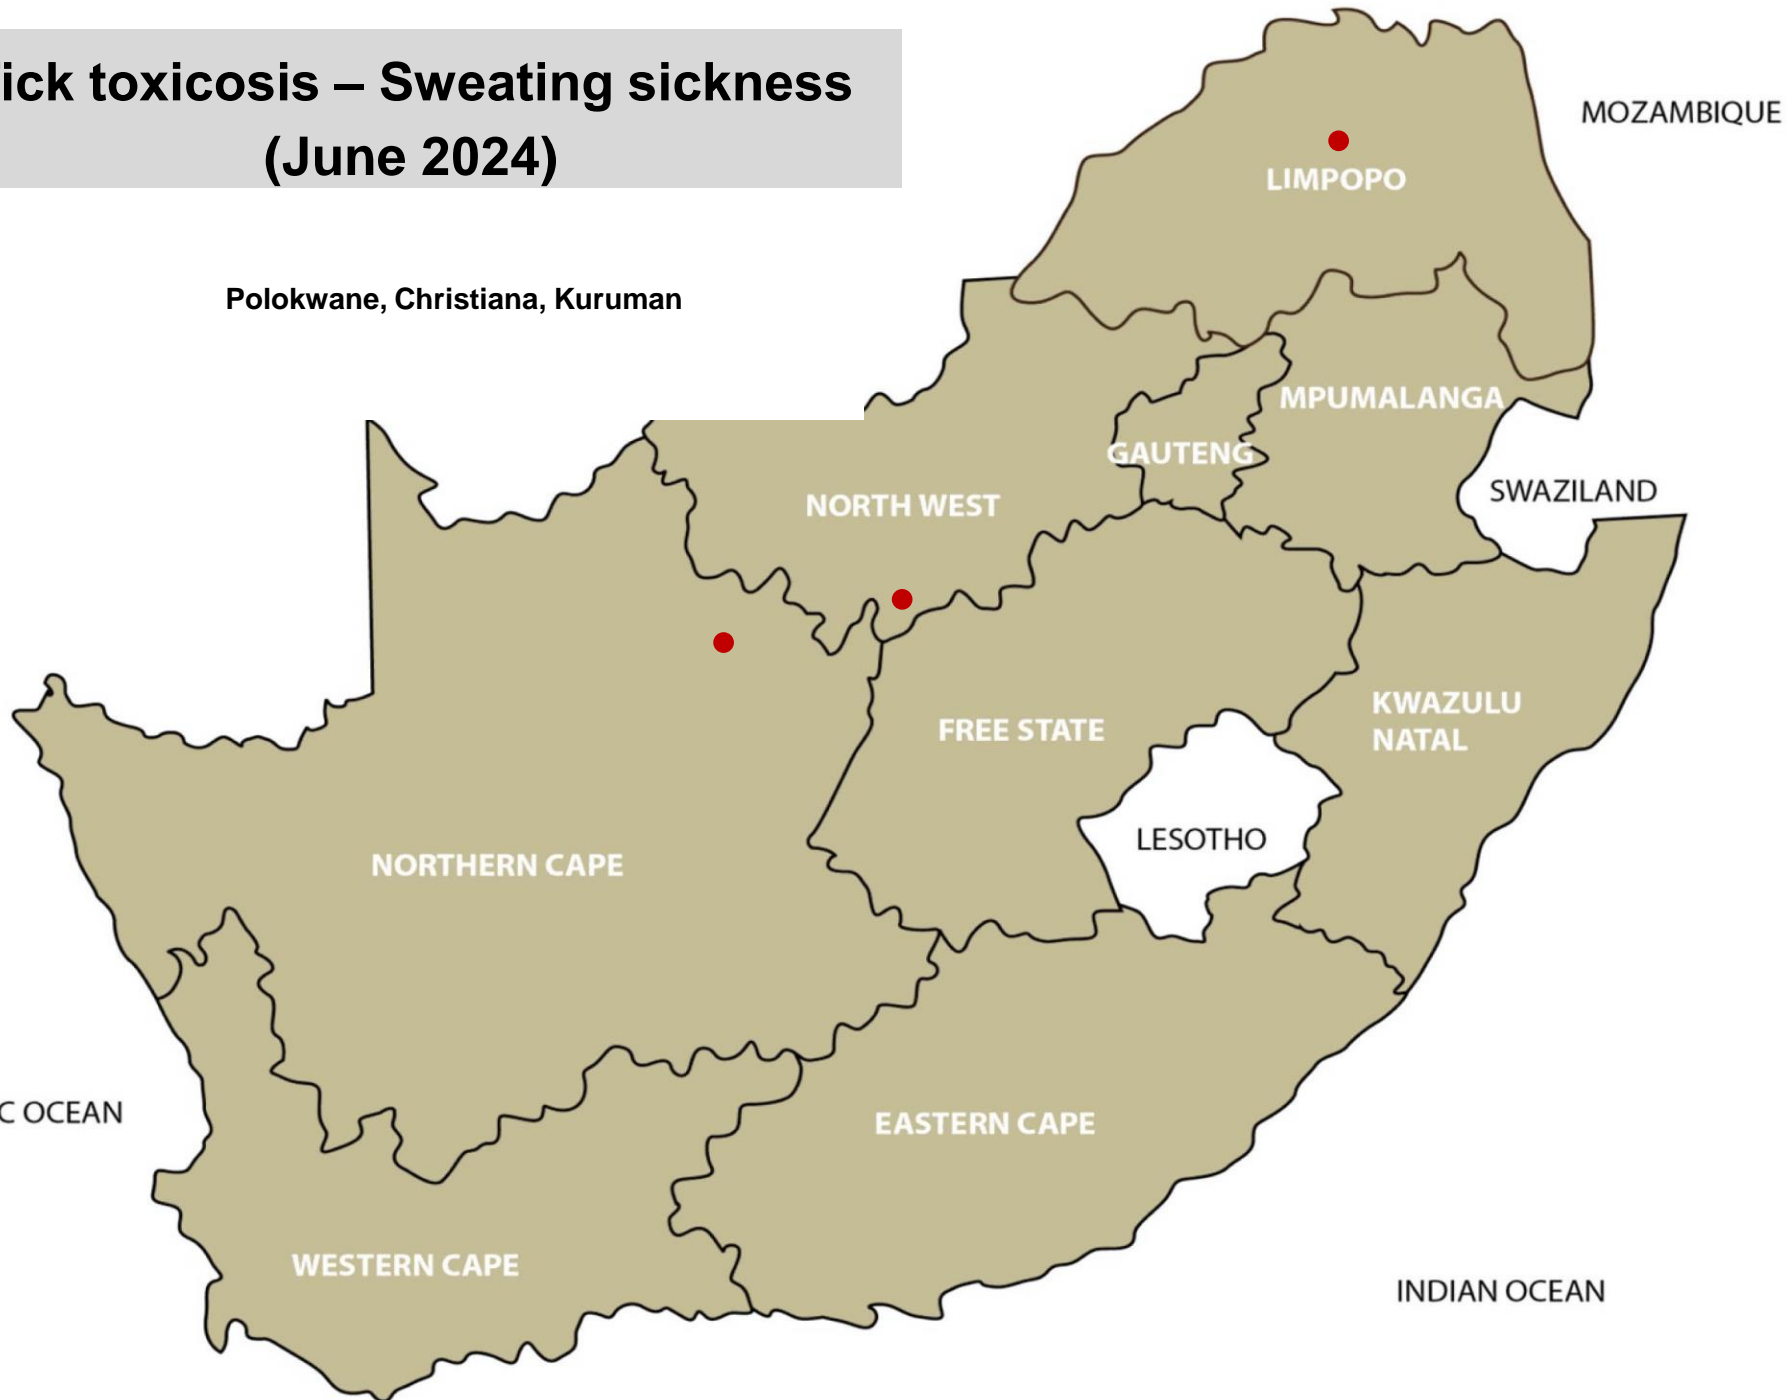 ick toxicosis – Sweating sickness
(June 2024)
MOZAMBIQUE
LIMPOPO
Polokwane, Christiana, Kuruman
MPUMALANGA
GAUTENG
SWAZILAND
NORTH WEST
KWAZULU
NATAL
FREE STATE
LESOTHO
NORTHERN CAPE
C OCEAN
EASTERN CAPE
WESTERN CAPE
INDIAN OCEAN